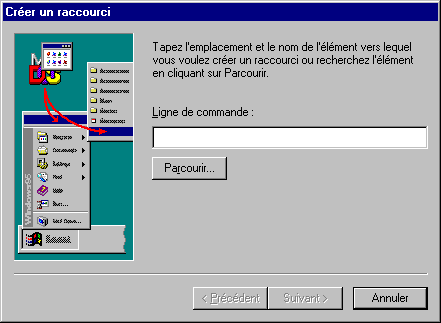 Créer un raccourci
Tapez l'emplacement et le nom de l'élément vers lequel
vous voulez créer un raccourci ou recherchez l'élément
en cliquant sur Parcourir.
Ligne de commande :
Parcourir...
Windows95
< Précédent
Suivant >
Annuler